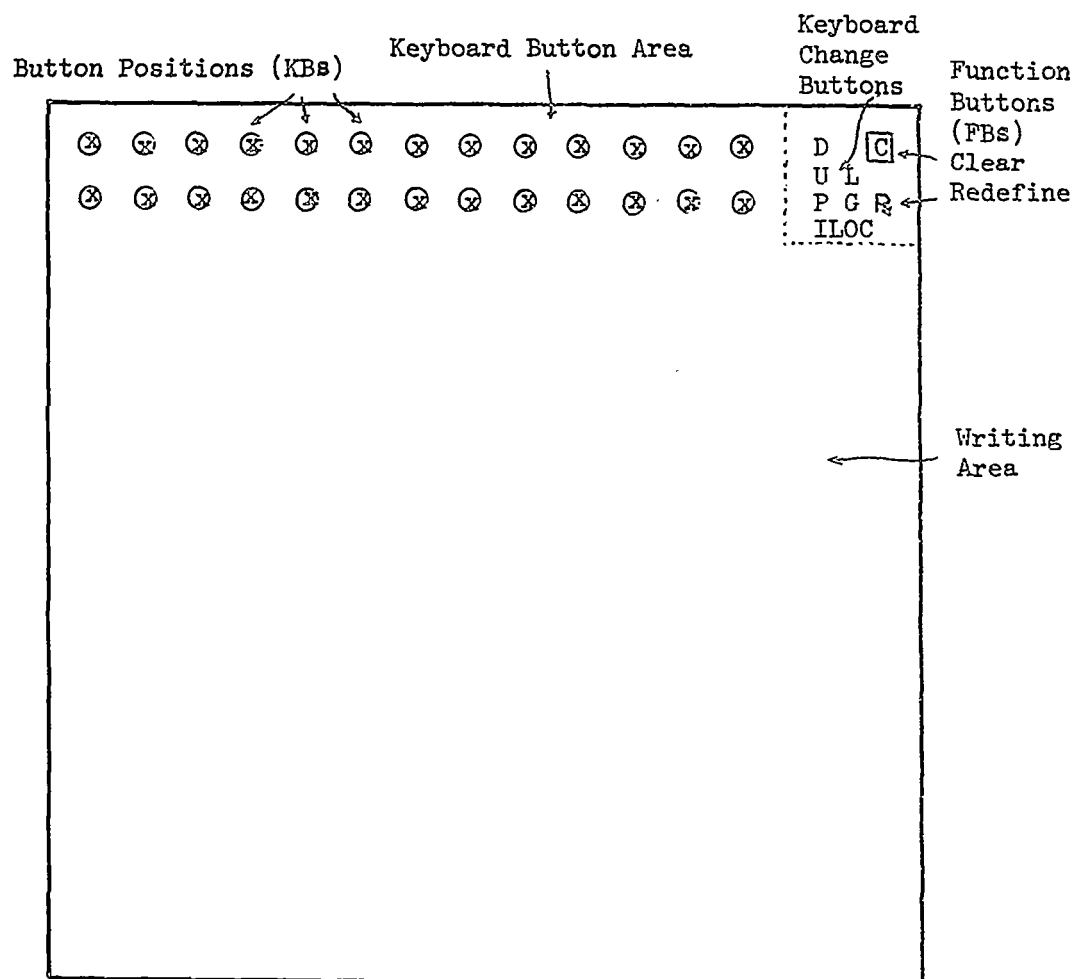 Button Positions (KBs)
Keyboard Button Area
Keyboard
Change
Buttons
Function
Buttons
(FBs)
Clear
Redefine
X X X X X X X X X X X X X
D C
U L
X X X X X X X X X X X X X
P G R
ILOC
Writing
Area